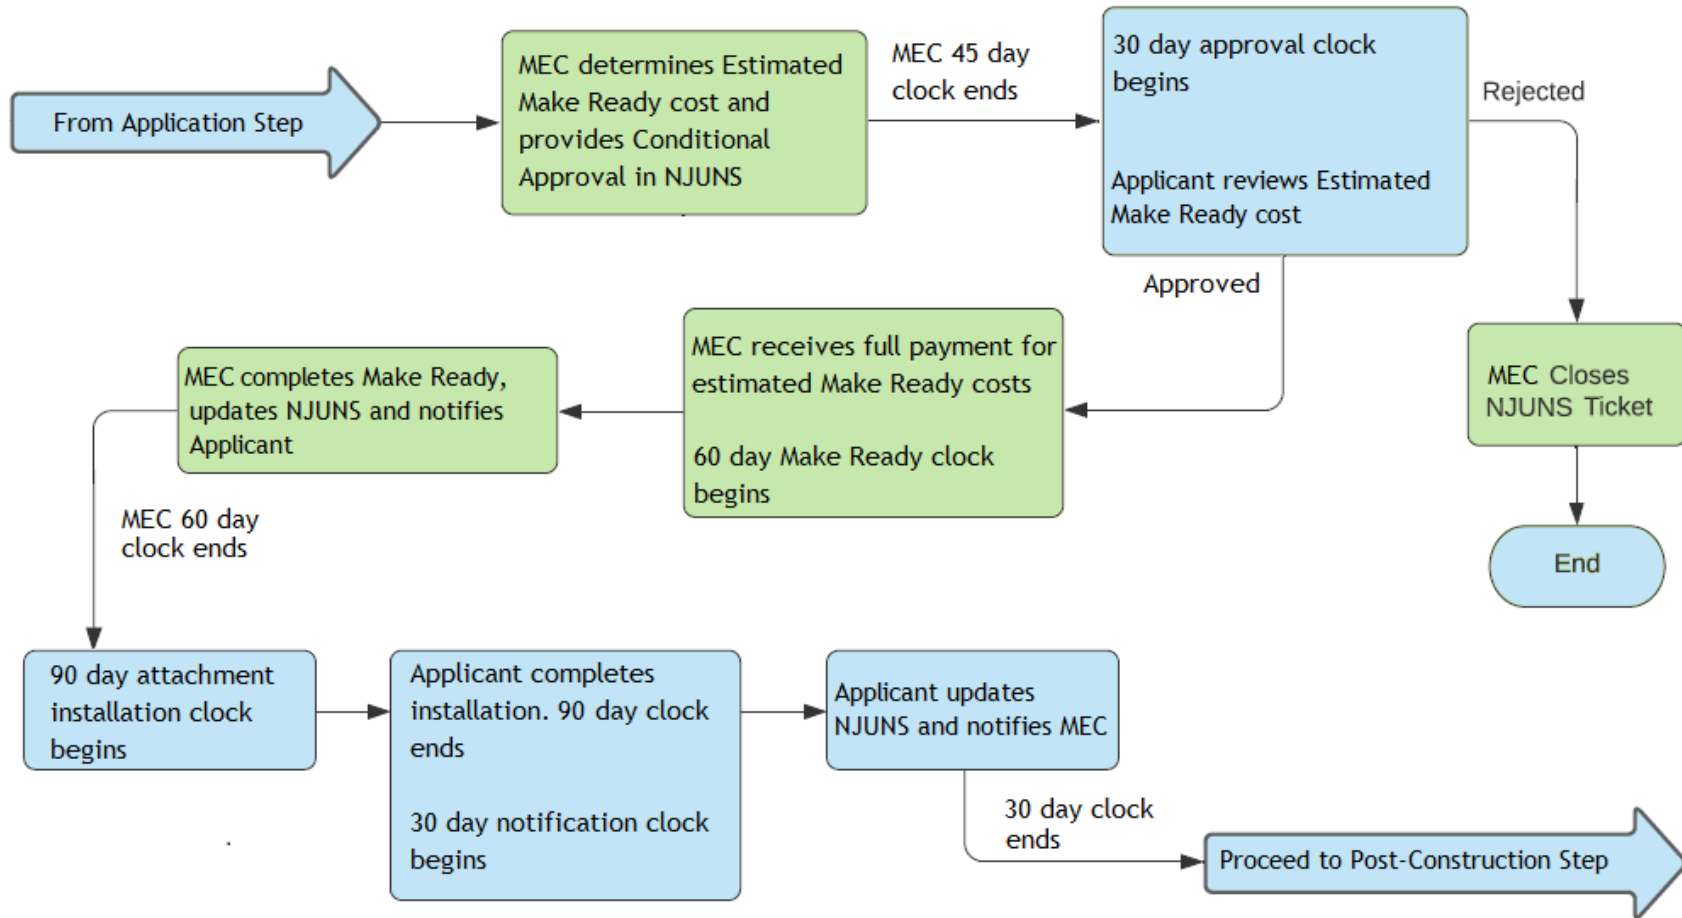 From Application Step
MEC determines Estimated
Make Ready cost and
provides Conditional
Approval in NJUNS
MEC 45 day
clock ends
30 day approval clock
begins
Applicant reviews Estimated
Make Ready cost
Rejected
Approved
MEC Closes
NJUNS Ticket
End
MEC receives full payment for
estimated Make Ready costs
60 day Make Ready clock
begins
MEC completes Make Ready,
updates NJUNS and notifies
Applicant
MEC 60 day
clock ends
90 day attachment
installation clock
begins
Applicant completes
installation. 90 day clock
ends
30 day notification clock
begins
Applicant updates
NJUNS and notifies MEC
30 day clock
ends
Proceed to Post-Construction Step